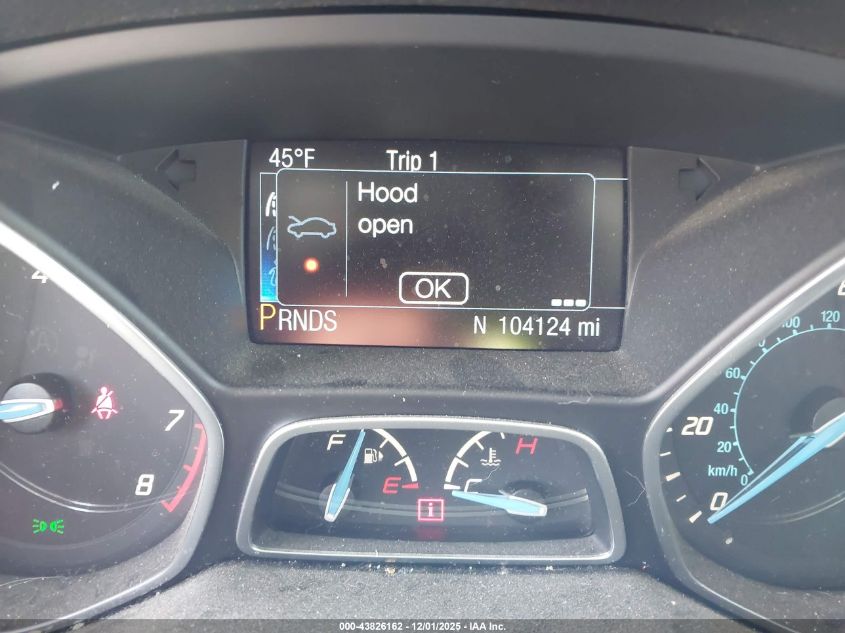 45°F Trip 1
Hood
open
OK
PRNDS N 104124 mi
4
7
8
F E
H C
i
20
0
120
100
60
40
20
0
km/h
000-43826162 - 12/01/2025 - IAA Inc.